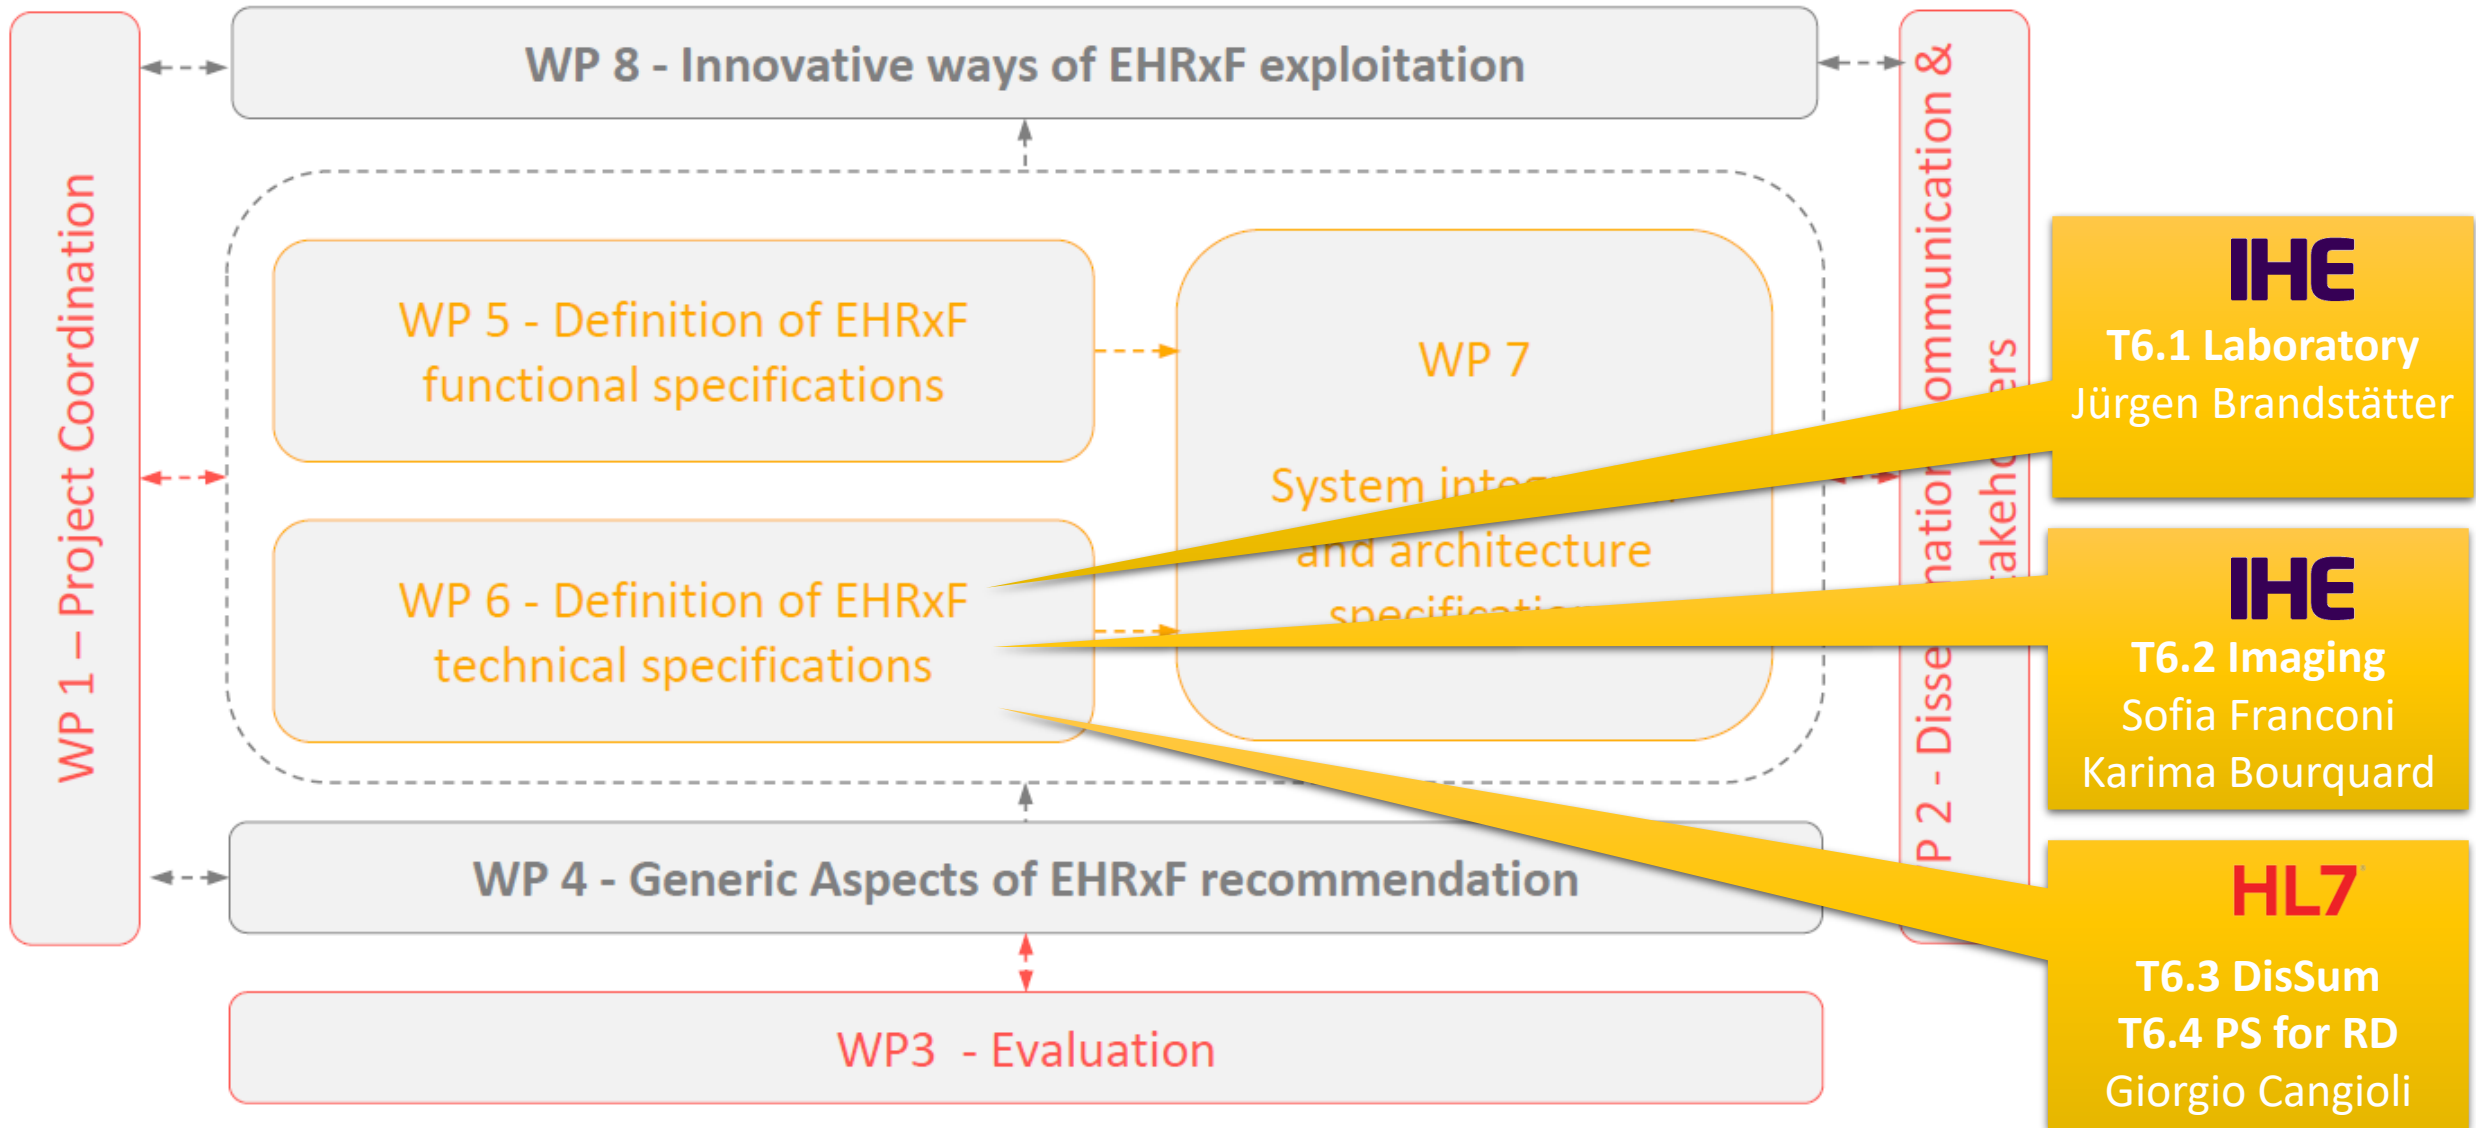 WP 8 - Innovative ways of EHRxF exploitation
WP 1 – Project Coordination
WP 5 - Definition of EHRxF
functional specifications
WP 6 - Definition of EHRxF
technical specifications
WP 7
System
and architecture
P 2 - Disse
ommunication &
IHE
T6.1 Laboratory
Jürgen Brandstätter
IHE
T6.2 Imaging
Sofia Franconi
Karima Bourquard
HL7
T6.3 DisSum
T6.4 PS for RD
Giorgio Cangioli
WP 4 - Generic Aspects of EHRxF recommendation
WP3 - Evaluation